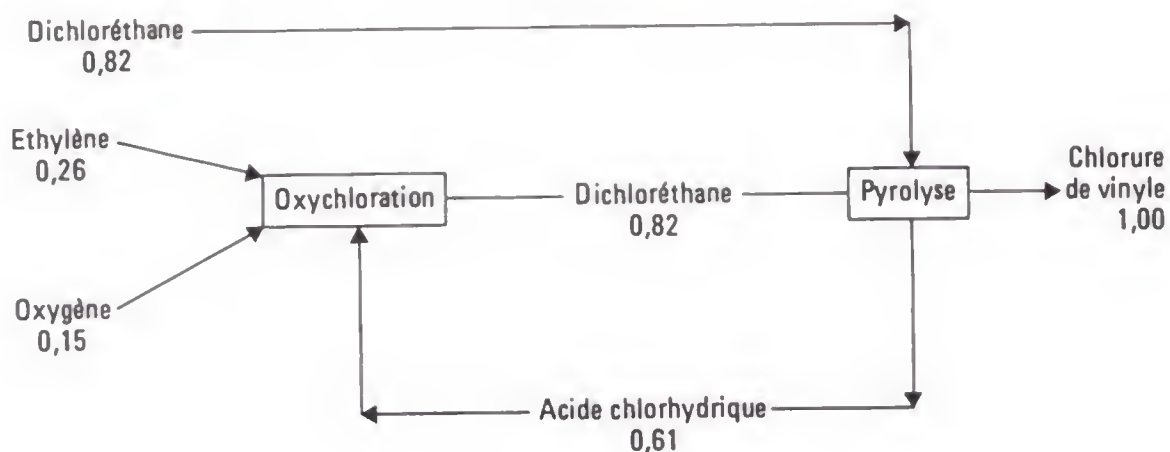 Dichloréthane
0,82
Ethylène
0,26
Oxychloration
Dichloréthane
0,82
Pyrolyse
Chlorure
de vinyle
1,00
Oxygène
0,15
Acide chlorhydrique
0,61